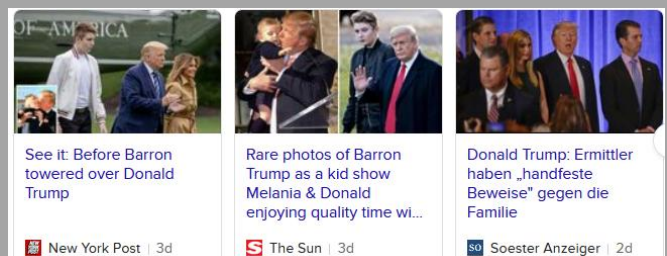 OF AMERICA
See it: Before Barron
towered over Donald
Trump
New York Post | 3d
Rare photos of Barron
Trump as a kid show
Melania & Donald
enjoying quality time wi...
S The Sun | 3d
Donald Trump: Ermittler
haben „handfeste
Beweise" gegen die
Familie
SO Soester Anzeiger | 2d